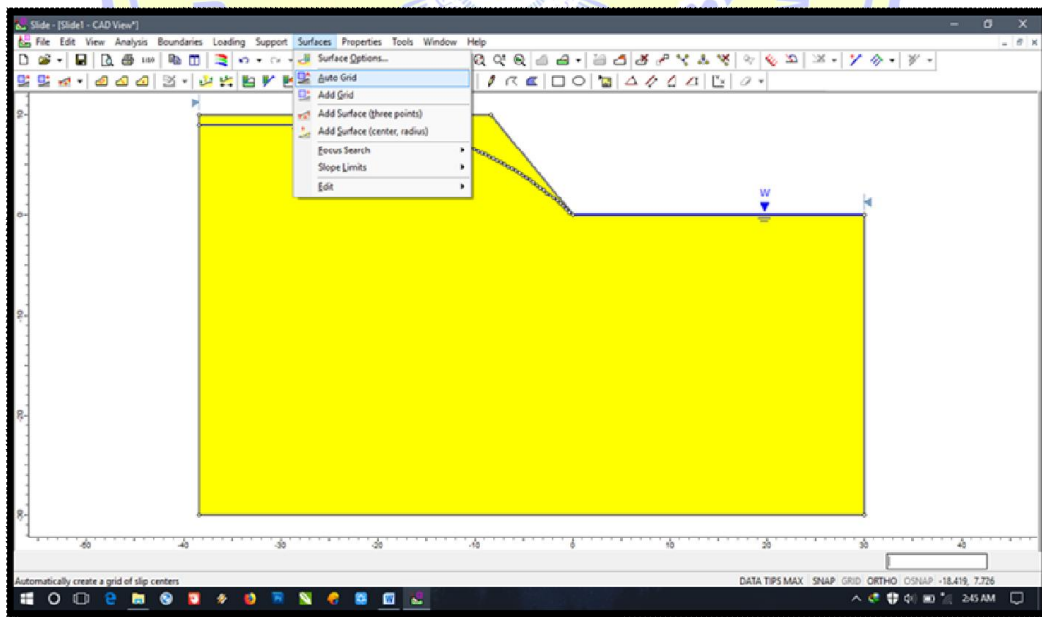 Slide - [Slide1 - CAD View*]
File Edit View Analysis Boundaries Loading Support Surfaces Properties Tools Window Help
Surface Options...
Auto Grid
Add Grid
Add Surface (three points)
Add Surface (center, radius)
Focus Search
Slope Limits
Edit
W
0
-10
-20
-30
-50 -40 -30 -20 -10 0 10 20 30 40
Automatically create a grid of slip centers
DATA TIPS MAX SNAP GRID ORTHO OSNAP -18.419, 7.726
2:45 AM